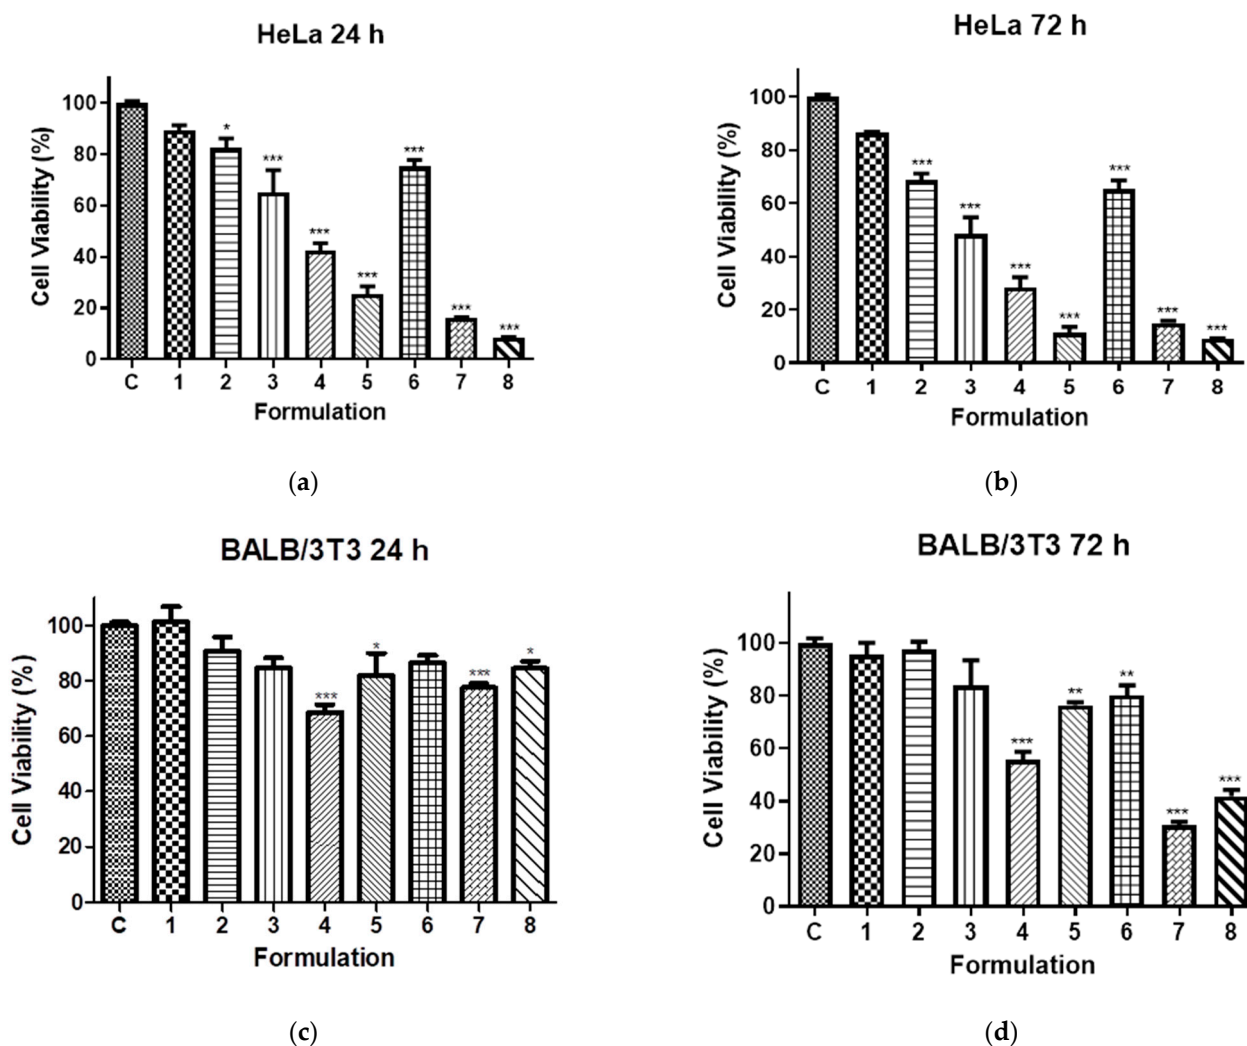 HeLa 24 h
Cell Viability (%)
100
80
60
40
20
0
* *** *** *** *** *** ***
C 1 2 3 4 5 6 7 8
Formulation
(a)
HeLa 72 h
Cell Viability (%)
100
80
60
40
20
0
*** *** *** *** *** *** ***
C 1 2 3 4 5 6 7 8
Formulation
(b)
BALB/3T3 24 h
Cell Viability (%)
100
80
60
40
20
0
*** * *** *
C 1 2 3 4 5 6 7 8
Formulation
(c)
BALB/3T3 72 h
Cell Viability (%)
100
80
60
40
20
0
*** ** ** *** ***
C 1 2 3 4 5 6 7 8
Formulation
(d)